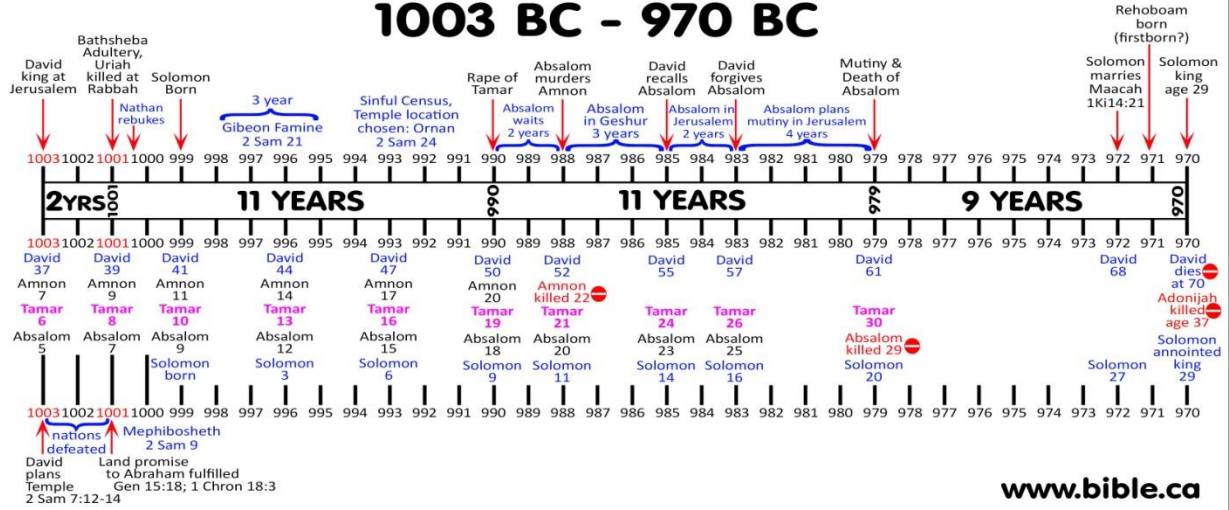 1003 BC - 970 BC
David
king at
Jerusalem
Bathsheba
Adultery,
Uriah
killed at
Rabbah
Nathan
rebukes
Solomon
Born
3 year
Gibeon Famine
2 Sam 21
Sinful Census,
Temple location
chosen: Ornan
2 Sam 24
Rape of
Tamar
Absalom
waits
2 years
Absalom
murders
Amnon
Absalom
in Geshur
3 years
David
recalls
Absalom
Absalom in
Jerusalem
2 years
David
forgives
Absalom
Absalom plans
mutiny in Jerusalem
4 years
Mutiny &
Death of
Absalom
Solomon
marries
Maacah
1Ki14:21
Rehoboam
born
(firstborn?)
Solomon
king
age 29
1003 1002 1001 1000 999 998 997 996 995 994 993 992 991 990 989 988 987 986 985 984 983 982 981 980 979 978 977 976 975 974 973 972 971 970
2YRS 1001 11 YEARS 990 11 YEARS 979 9 YEARS 970
1003 1002 1001 1000 999 998 997 996 995 994 993 992 991 990 989 988 987 986 985 984 983 982 981 980 979 978 977 976 975 974 973 972 971 970
David
37
Amnon
7
Tamar
6
Absalom
5
David
39
Amnon
9
Tamar
8
Absalom
7
David
41
Amnon
11
Tamar
10
Absalom
9
Solomon
born
David
44
Amnon
14
Tamar
13
Absalom
12
Solomon
3
David
47
Amnon
17
Tamar
16
Absalom
15
Solomon
6
David
50
Amnon
20
Tamar
19
Absalom
18
Solomon
9
David
52
Amnon
killed 22
Tamar
21
Absalom
20
Solomon
11
David
55
Tamar
24
Absalom
23
Solomon
14
David
57
Tamar
26
Absalom
25
Solomon
16
David
61
Tamar
30
Absalom
killed 29
Solomon
20
David
68
Solomon
27
David
dies
at 70
Adonijah
killed
age 37
Solomon
annointed
king
29
1003 1002 1001 1000 999 998 997 996 995 994 993 992 991 990 989 988 987 986 985 984 983 982 981 980 979 978 977 976 975 974 973 972 971 970
nations
defeated
Mephibosheth
2 Sam 9
David
plans
Temple
2 Sam 7:12-14
Land promise
to Abraham fulfilled
Gen 15:18; 1 Chron 18:3
www.bible.ca